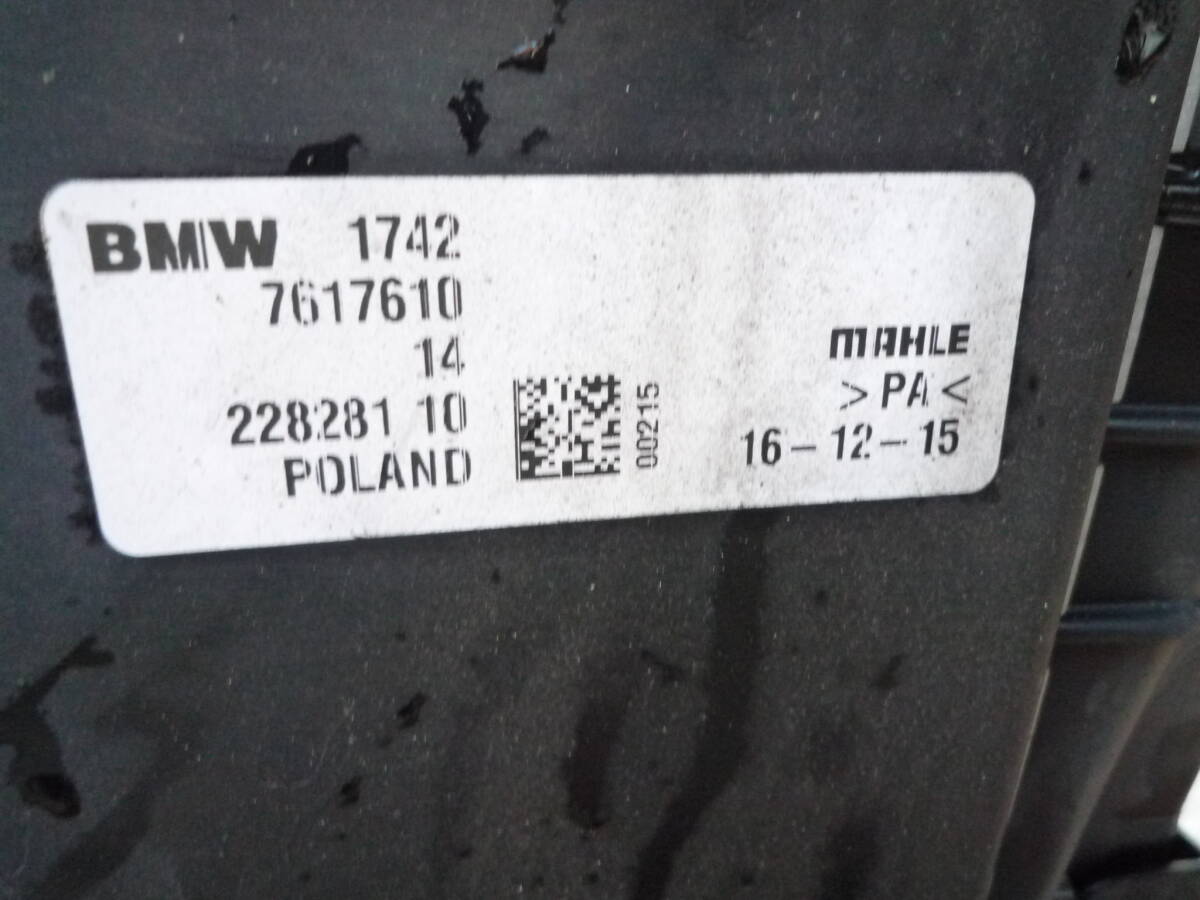 BMW 1742
7617610
14
228281 10
POLAND
00215
MAHLE
>PA<
16-12-15